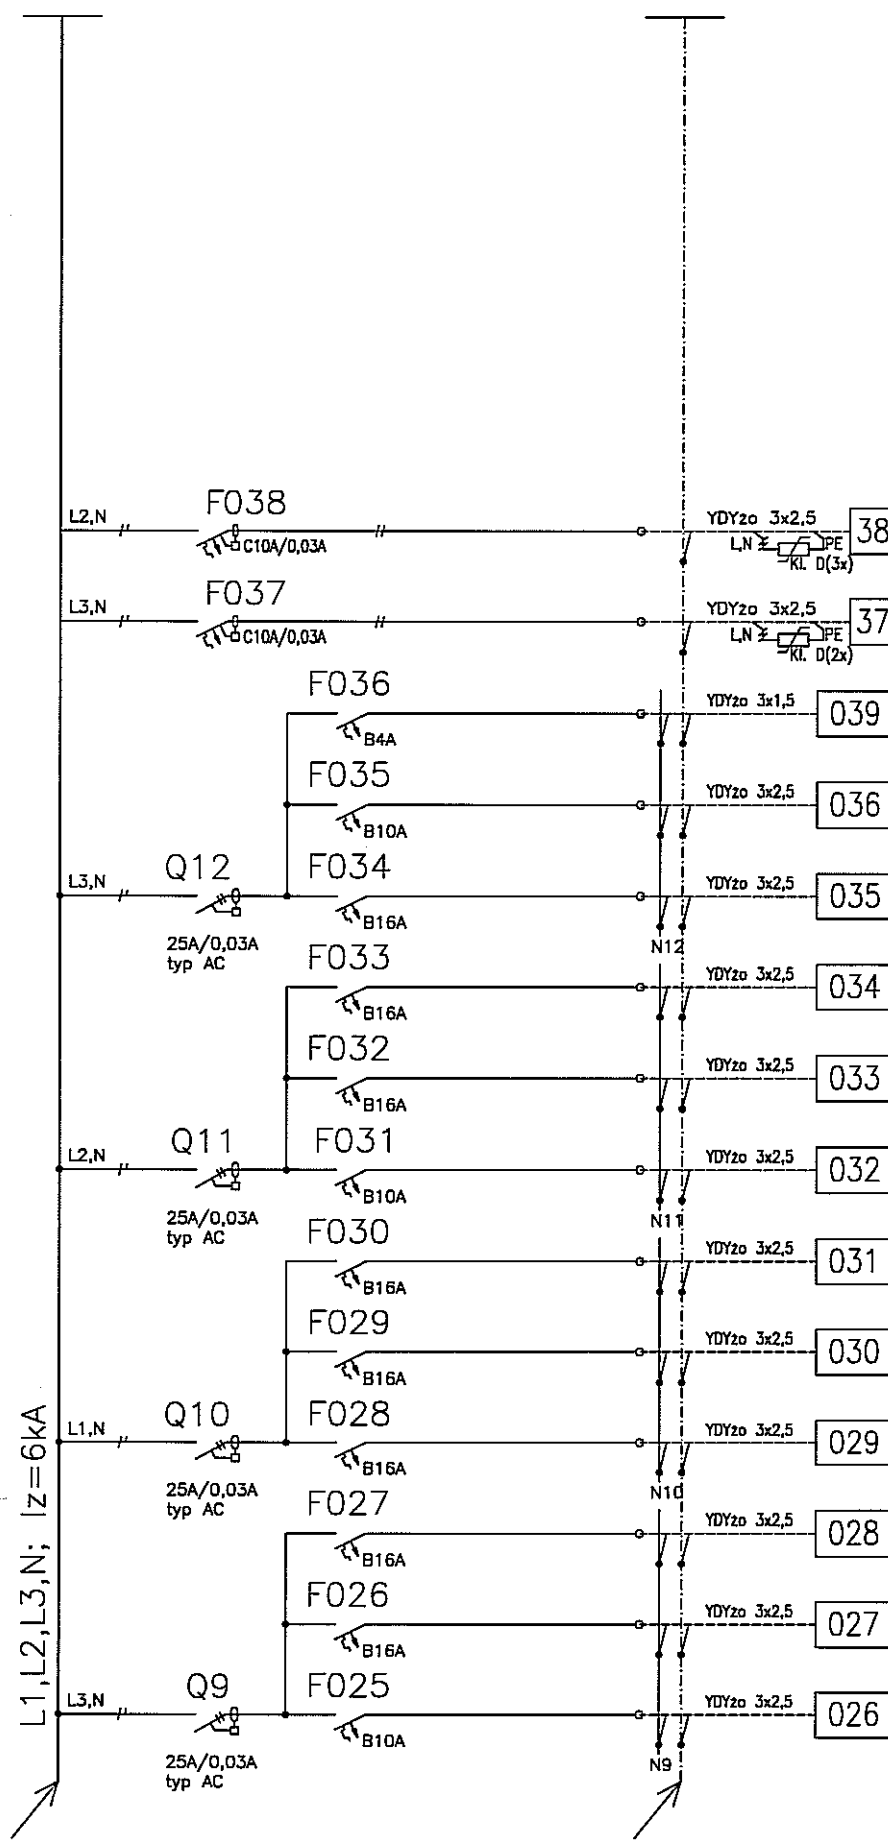 F038
L2,N
C10A/0,03A
YDYżo 3x2,5
L,N PE
Kl. D(3x)
38
F037
L3,N
C10A/0,03A
YDYżo 3x2,5
L,N PE
Kl. D(2x)
37
F036
B4A
YDYżo 3x1,5
039
F035
B10A
YDYżo 3x2,5
036
L3,N
Q12
25A/0,03A
typ AC
F034
B16A
N12
YDYżo 3x2,5
035
F033
B16A
YDYżo 3x2,5
034
F032
B16A
YDYżo 3x2,5
033
L2,N
Q11
25A/0,03A
typ AC
F031
B10A
N11
YDYżo 3x2,5
032
F030
B16A
YDYżo 3x2,5
031
F029
B16A
YDYżo 3x2,5
030
L1,N
Q10
25A/0,03A
typ AC
F028
B16A
N10
YDYżo 3x2,5
029
F027
B16A
YDYżo 3x2,5
028
F026
B16A
YDYżo 3x2,5
027
L3,N
Q9
25A/0,03A
typ AC
F025
B10A
N9
YDYżo 3x2,5
026
L1,L2,L3,N; Iz=6kA